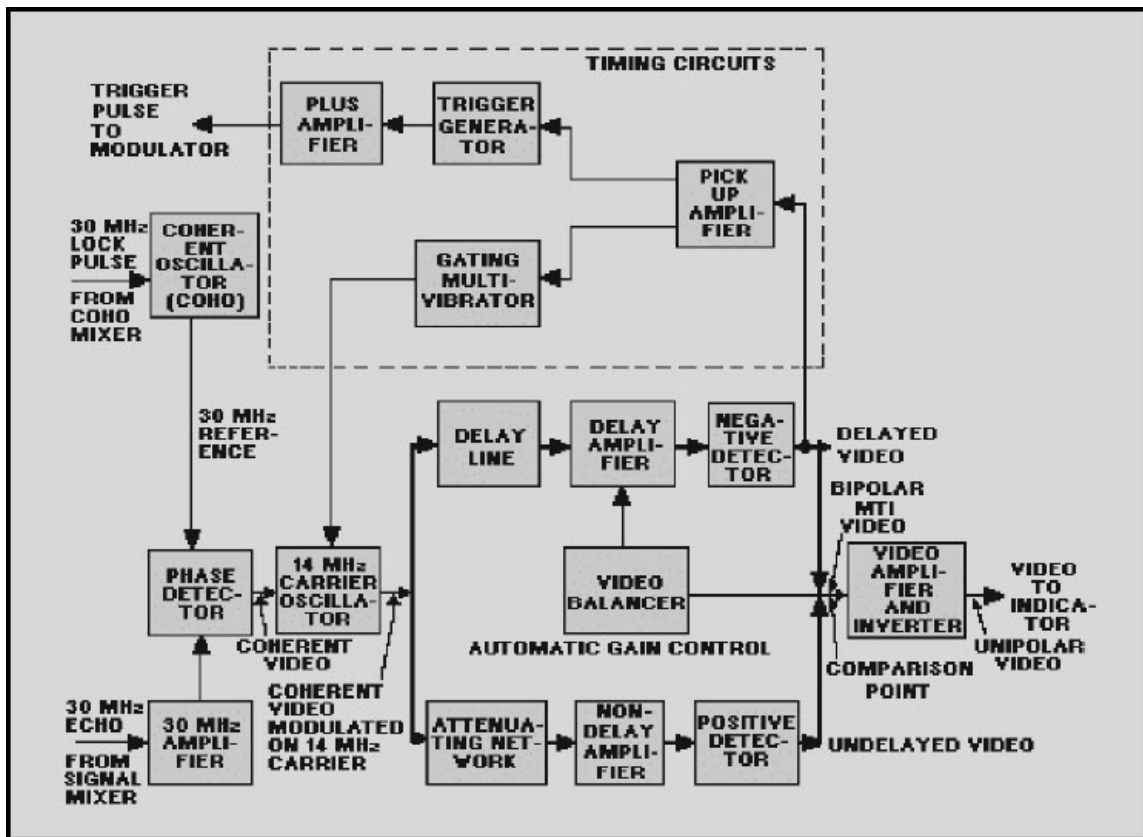 TIMING CIRCUITS
TRIGGER
PULSE
TO
MODULATOR
PLUS
AMPLI-
FIER
TRIGGER
GENERA-
TOR
PICK
UP
AMPLI-
FIER
30 MHz
LOCK
PULSE
FROM
COHO
MIXER
COHER-
ENT
OSCILLA-
TOR
(COHO)
GATING
MULTI-
VIBRATOR
30 MHz
REFER-
ENCE
DELAY
LINE
DELAY
AMPLI-
FIER
NEGA-
TIVE
DETEC-
TOR
DELAYED
VIDEO
BIPOLAR
MTI
VIDEO
PHASE
DETEC-
TOR
14 MHz
CARRIER
OSCILLA-
TOR
VIDEO
BALANCER
VIDEO
AMPLI-
FIER
AND
INVERTER
VIDEO
TO
INDICA-
TOR
COHERENT
VIDEO
AUTOMATIC GAIN CONTROL
UNIPOLAR
VIDEO
COMPARISON
POINT
COHERENT
VIDEO
MODULATED
ON 14 MHz
CARRIER
30 MHz
ECHO
FROM
SIGNAL
MIXER
30 MHz
AMPLI-
FIER
ATTENUA-
TING NET-
WORK
NON-
DELAY
AMPLI-
FIER
POSITIVE
DETEC-
TOR
UNDELAYED VIDEO